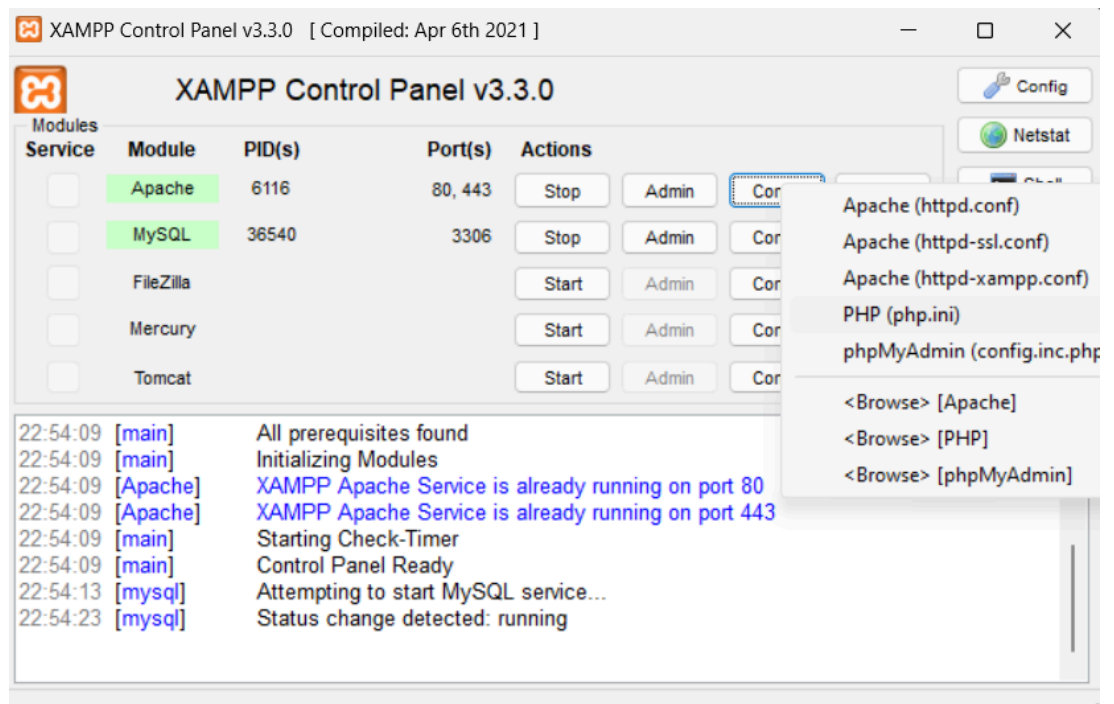 XAMPP Control Panel v3.3.0 [ Compiled: Apr 6th 2021 ]
XAMPP Control Panel v3.3.0
Config
Modules
Netstat
Service Module PID(s) Port(s) Actions
Shell
Apache 6116 80, 443 Stop Admin
MySQL 36540 3306 Stop Admin
FileZilla Start Admin
Mercury Start Admin
Tomcat Start Admin
Apache (httpd.conf)
Apache (httpd-ssl.conf)
Apache (httpd-xampp.conf)
PHP (php.ini)
phpMyAdmin (config.inc.php
<Browse> [Apache]
<Browse> [PHP]
<Browse> [phpMyAdmin]
22:54:09 [main] All prerequisites found
22:54:09 [main] Initializing Modules
22:54:09 [Apache] XAMPP Apache Service is already running on port 80
22:54:09 [Apache] XAMPP Apache Service is already running on port 443
22:54:09 [main] Starting Check-Timer
22:54:09 [main] Control Panel Ready
22:54:13 [mysql] Attempting to start MySQL service...
22:54:23 [mysql] Status change detected: running